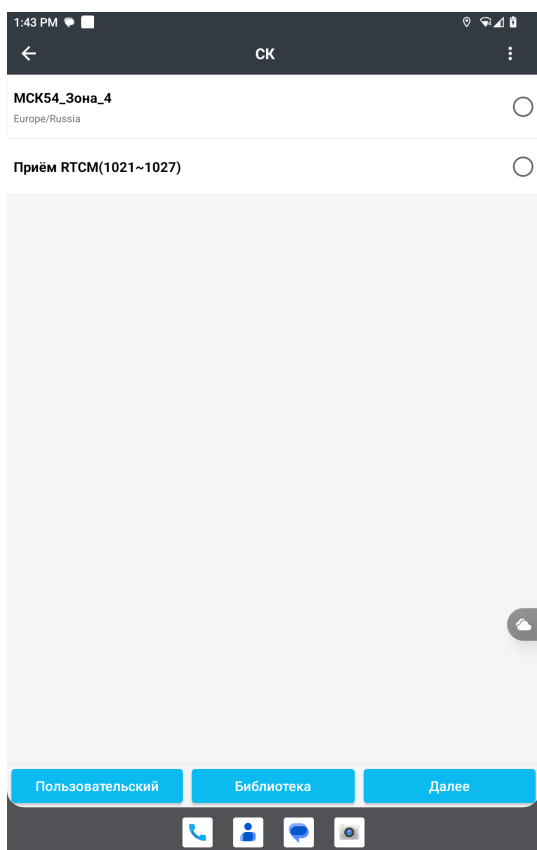 1:43 PM
СК
МСК54_Зона_4
Europe/Russia
Приём RTCM(1021~1027)
Пользовательский
Библиотека
Далее